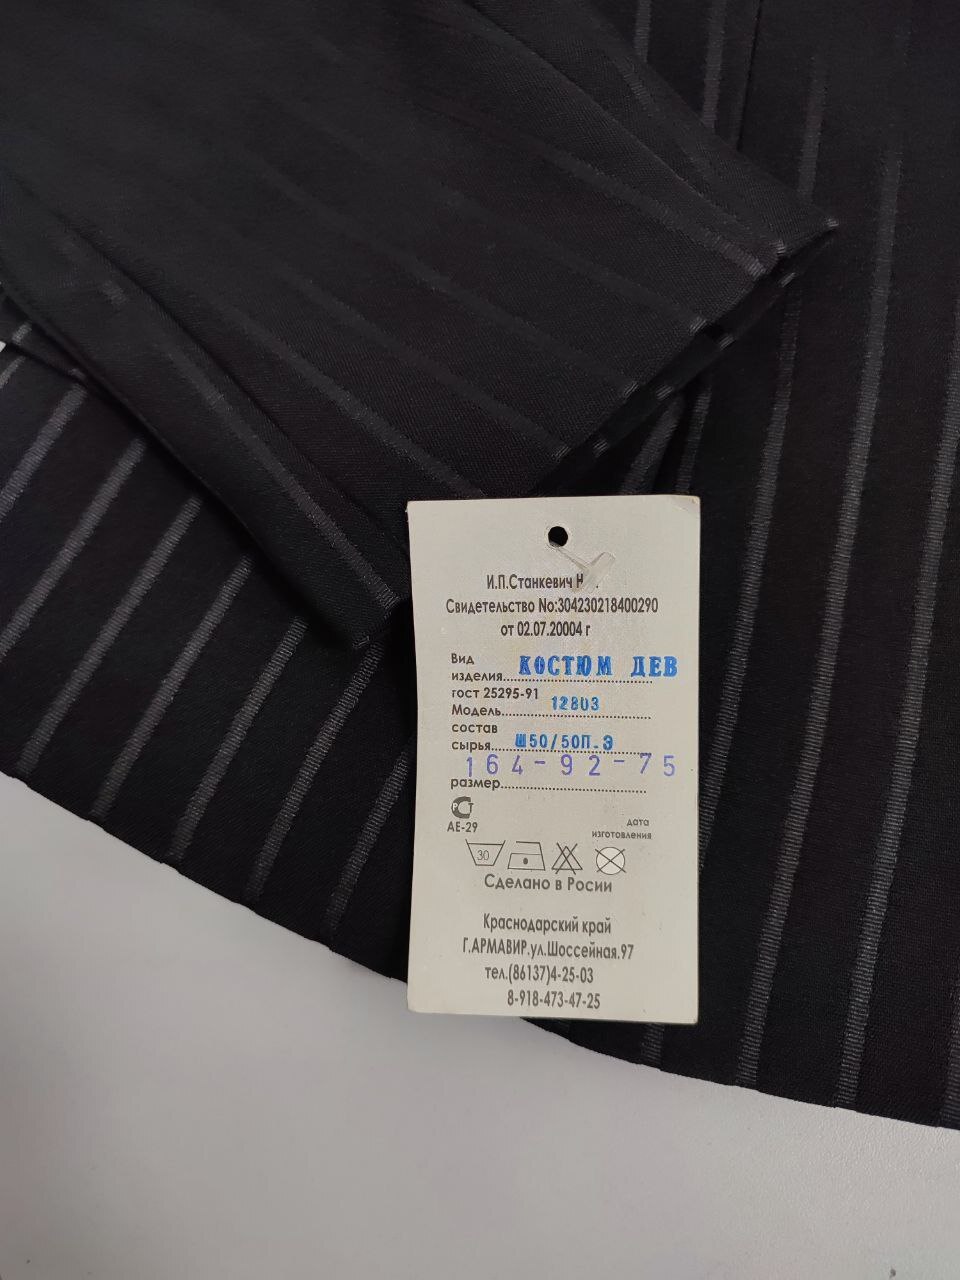 И.П.Станкевич Н
Свидетельство No:304230218400290
от 02.07.20004 г
Вид
изделия..........КОСТЮМ ДЕВ
гост 25295-91
Модель..........12803
состав
сырья..........Ш50/50П.Э
164-92-75
размер..........
РСТ
АЕ-29
дата
изготовления
30
Сделано в Росии
Краснодарский край
Г.АРМАВИР.ул.Шоссейная.97
тел.(86137)4-25-03
8-918-473-47-25